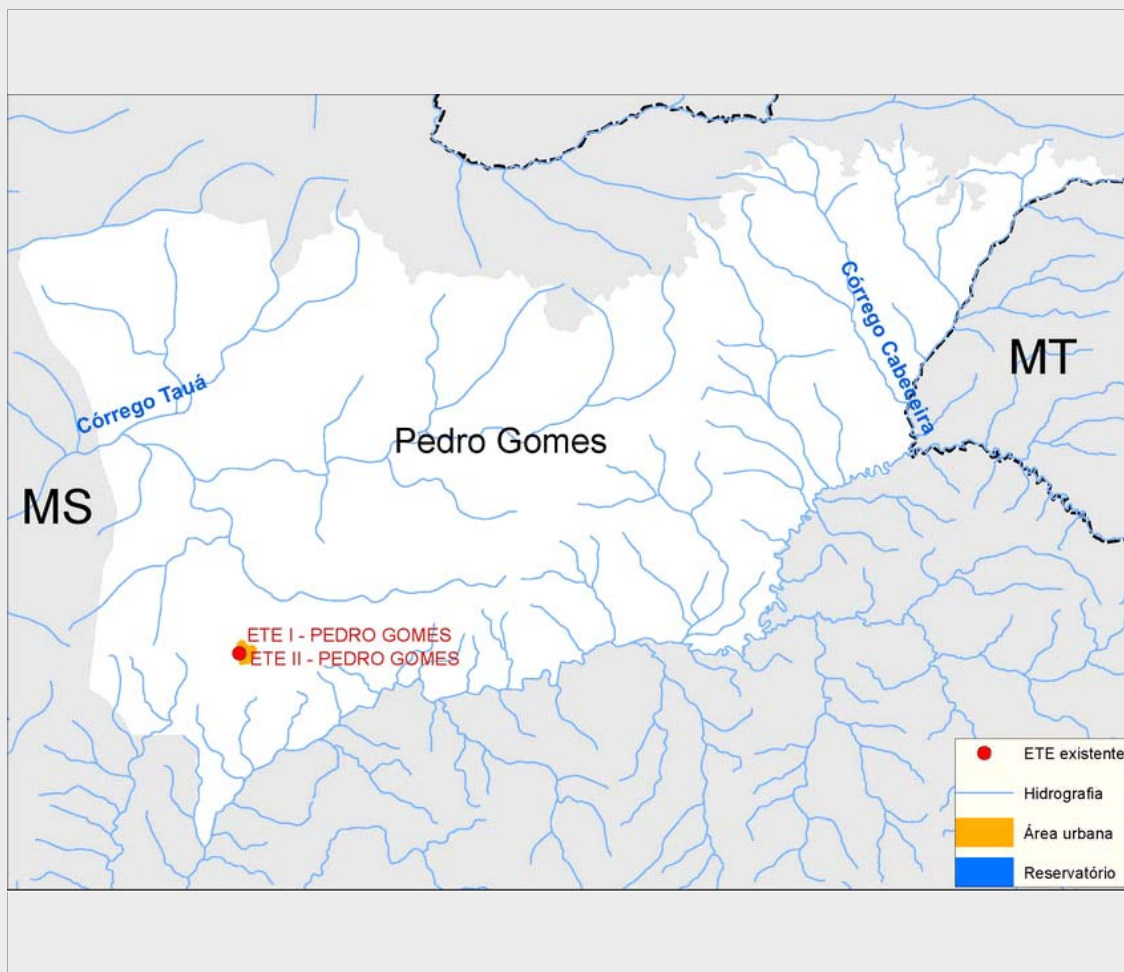 Córrego Cabeceira
MT
Córrego Tauá
Pedro Gomes
MS
ETE I - PEDRO GOMES
ETE II - PEDRO GOMES
ETE existente
Hidrografia
Área urbana
Reservatório